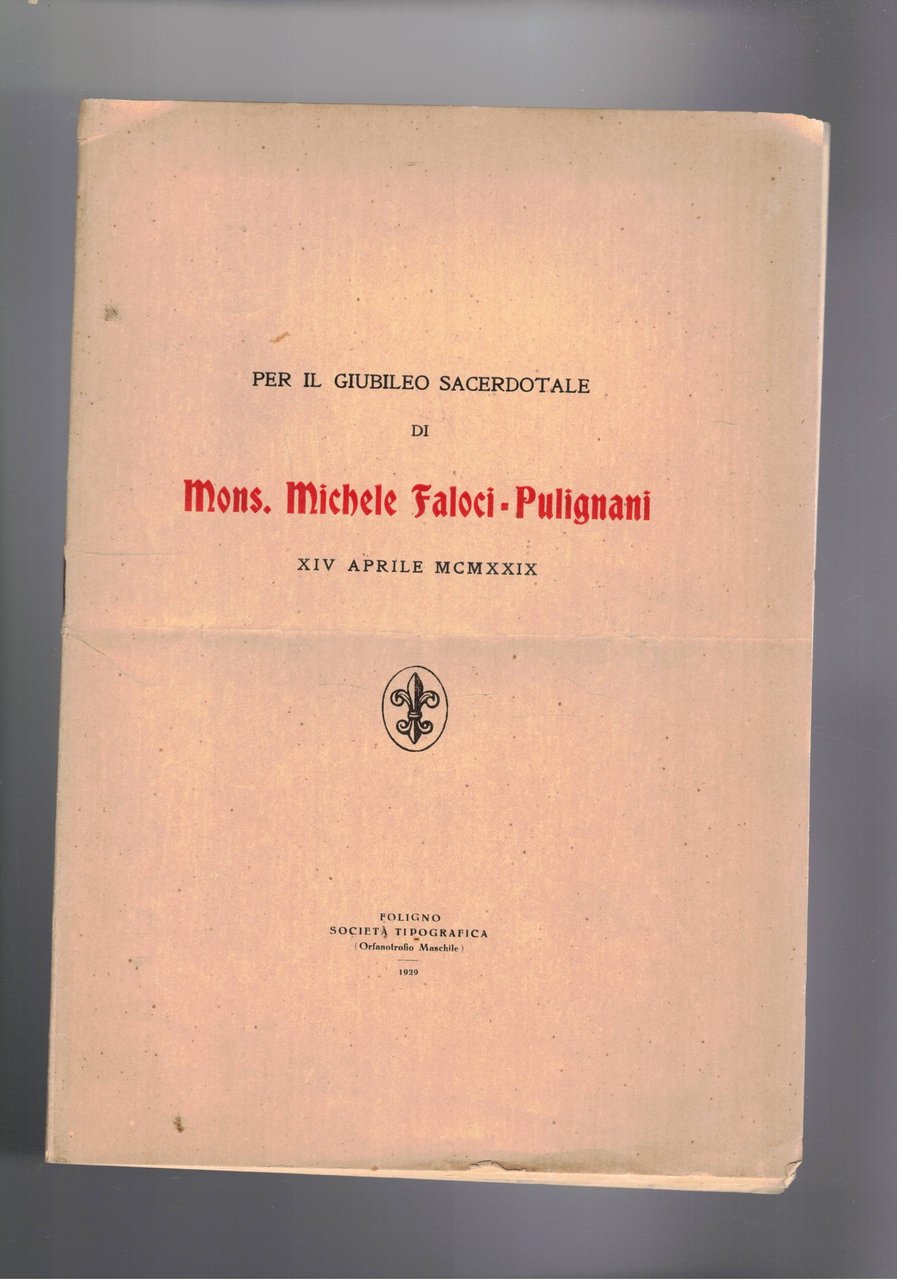 PER IL GIUBILEO SACERDOTALE
DI
Mons. Michele Faloci-Pulignani
XIV APRILE MCMXXIX
FOLIGNO
SOCIETÀ TIPOGRAFICA
(Orfanotrofio Maschile)
1929